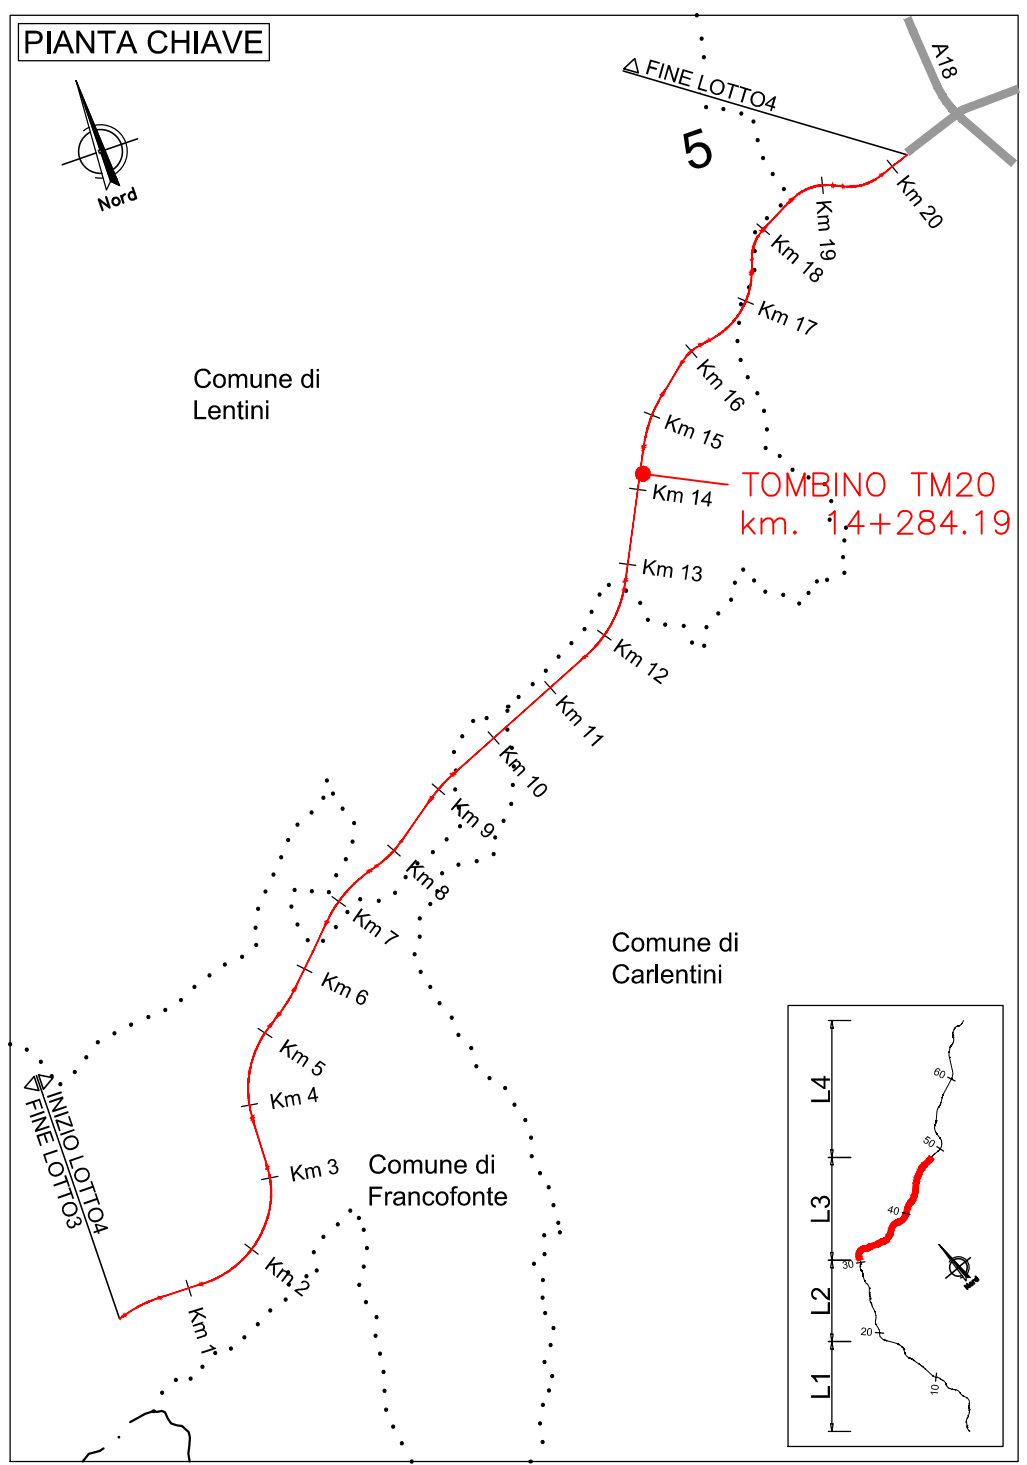 PIANTA CHIAVE
Nord
FINE LOTTO4
A18
5
Km 20
Km 19
Km 18
Km 17
Km 16
Km 15
Comune di
Lentini
TOMBINO TM20
km. 14+284.19
Km 14
Km 13
Km 12
Km 11
Km 10
Km 9
Km 8
Km 7
Comune di
Carlentini
Km 6
Km 5
Km 4
Km 3
Comune di
Francofonte
INIZIO LOTTO4
FINE LOTTO3
Km 2
Km 1
L4
60
50
L3
40
30
L2
20
L1
10